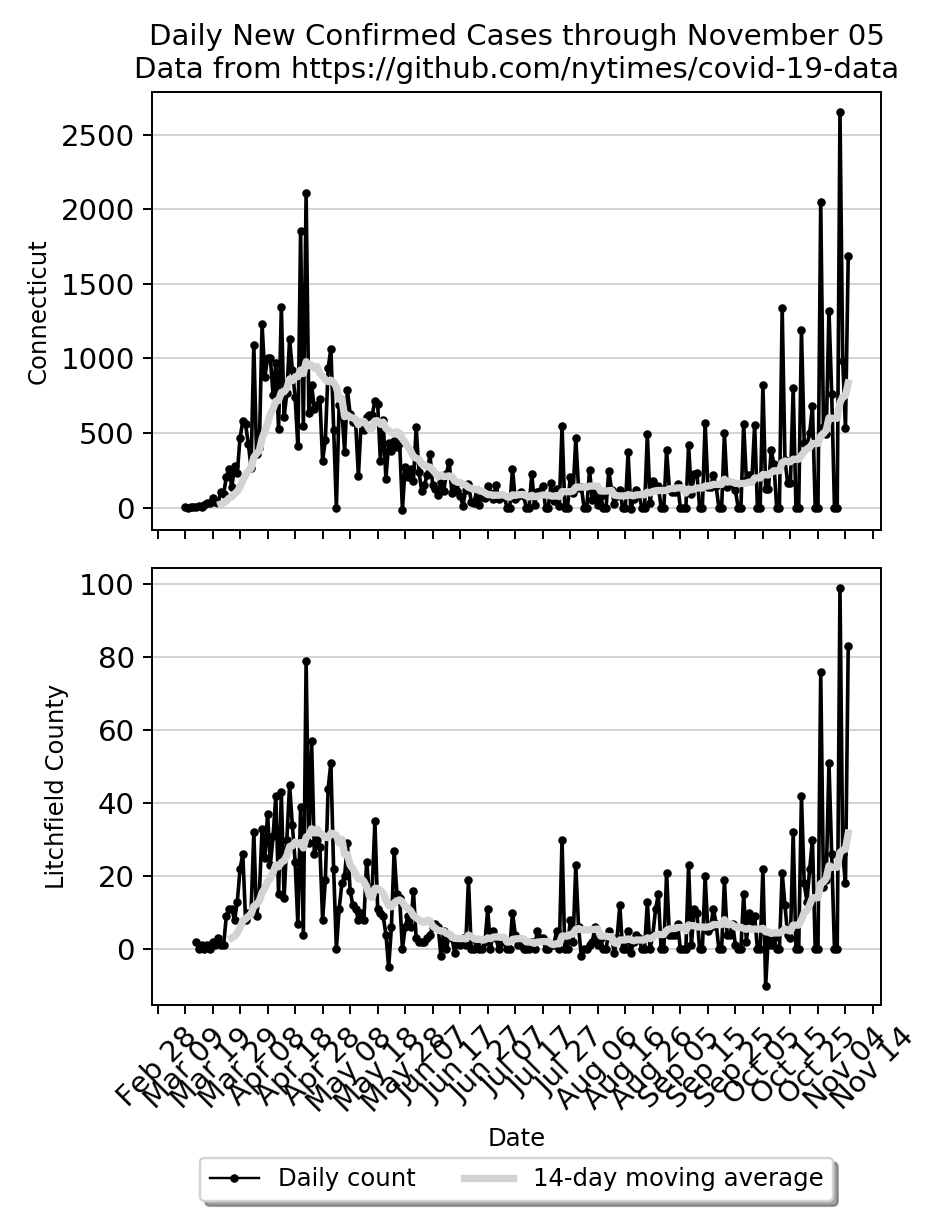 Daily New Confirmed Cases through November 05
Data from https://github.com/nytimes/covid-19-data
2500
2000
1500
1000
500
0
Connecticut
100
80
60
40
20
0
Litchfield County
Feb 28
Mar 09
Mar 19
Mar 29
Apr 08
Apr 18
Apr 28
May 08
May 18
May 28
Jun 07
Jun 17
Jun 27
Jul 07
Jul 17
Jul 27
Aug 06
Aug 16
Aug 26
Sep 05
Sep 15
Sep 25
Oct 05
Oct 15
Oct 25
Nov 04
Nov 14
Date
Daily count
14-day moving average